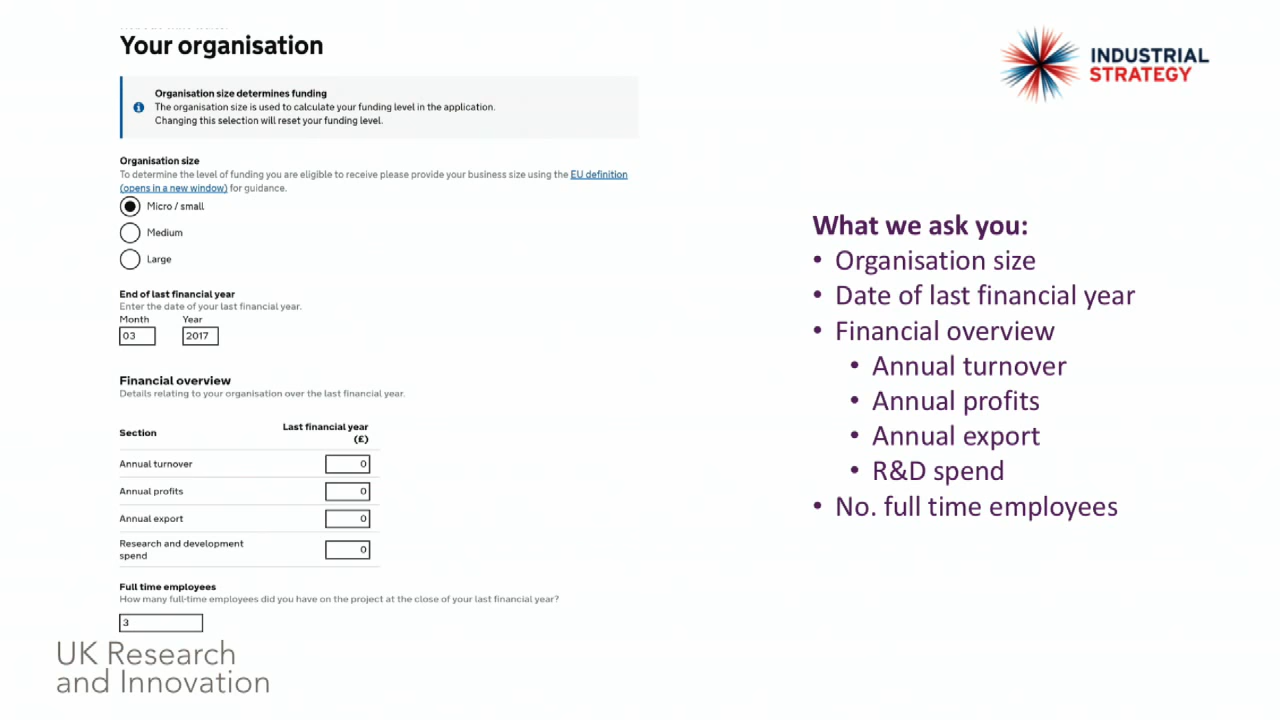 Your organisation
Organisation size determines funding
The organisation size is used to calculate your funding level in the application.
Changing this selection will reset your funding level.
Organisation size
To determine the level of funding you are eligible to receive please provide your business size using the EU definition
(opens in a new window) for guidance.
Micro / small
Medium
Large
End of last financial year
Enter the date of your last financial year.
Month Year
03 2017
Financial overview
Details relating to your organisation over the last financial year.
Section Last financial year
(£)
Annual turnover 0
Annual profits 0
Annual export 0
Research and development
spend 0
Full time employees
How many full-time employees did you have on the project at the close of your last financial year?
3
UK Research
and Innovation
INDUSTRIAL
STRATEGY
What we ask you:
• Organisation size
• Date of last financial year
• Financial overview
• Annual turnover
• Annual profits
• Annual export
• R&D spend
• No. full time employees